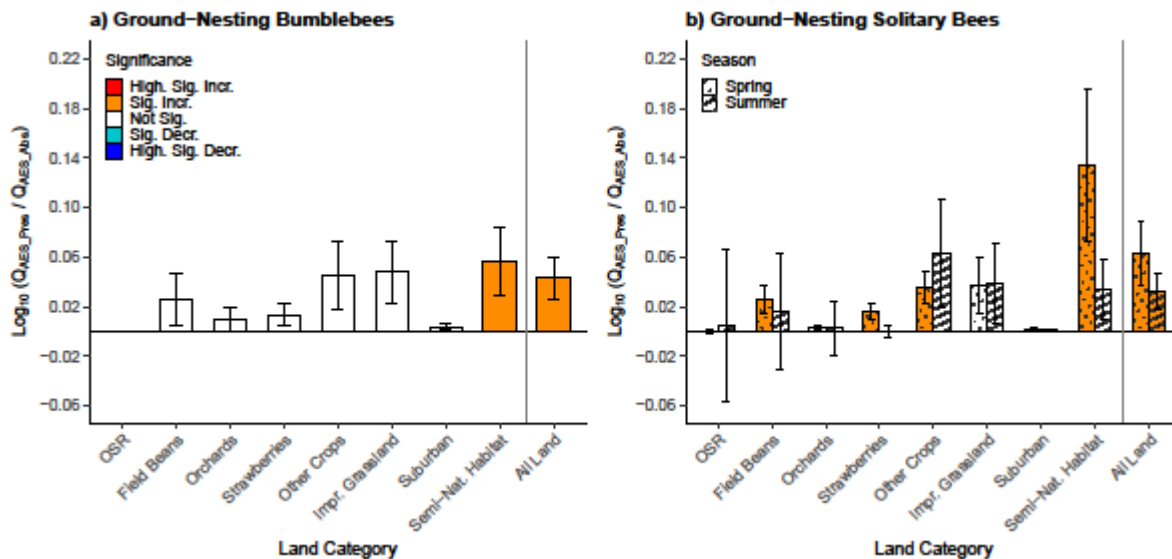 a) Ground-Nesting Bumblebees
Log₁₀ (Q_AES_Pres / Q_AES_Abs)
0.22
0.18
0.14
0.10
0.06
0.02
−0.02
−0.06
Significance
High. Sig. Incr.
Sig. Incr.
Not Sig.
Sig. Decr.
High. Sig. Decr.
OSR
Field Beans
Orchards
Strawberries
Other Crops
Impr. Grassland
Suburban
Semi-Nat. Habitat
All Land
Land Category
b) Ground-Nesting Solitary Bees
Log₁₀ (Q_AES_Pres / Q_AES_Abs)
0.22
0.18
0.14
0.10
0.06
0.02
−0.02
−0.06
Season
Spring
Summer
OSR
Field Beans
Orchards
Strawberries
Other Crops
Impr. Grassland
Suburban
Semi-Nat. Habitat
All Land
Land Category